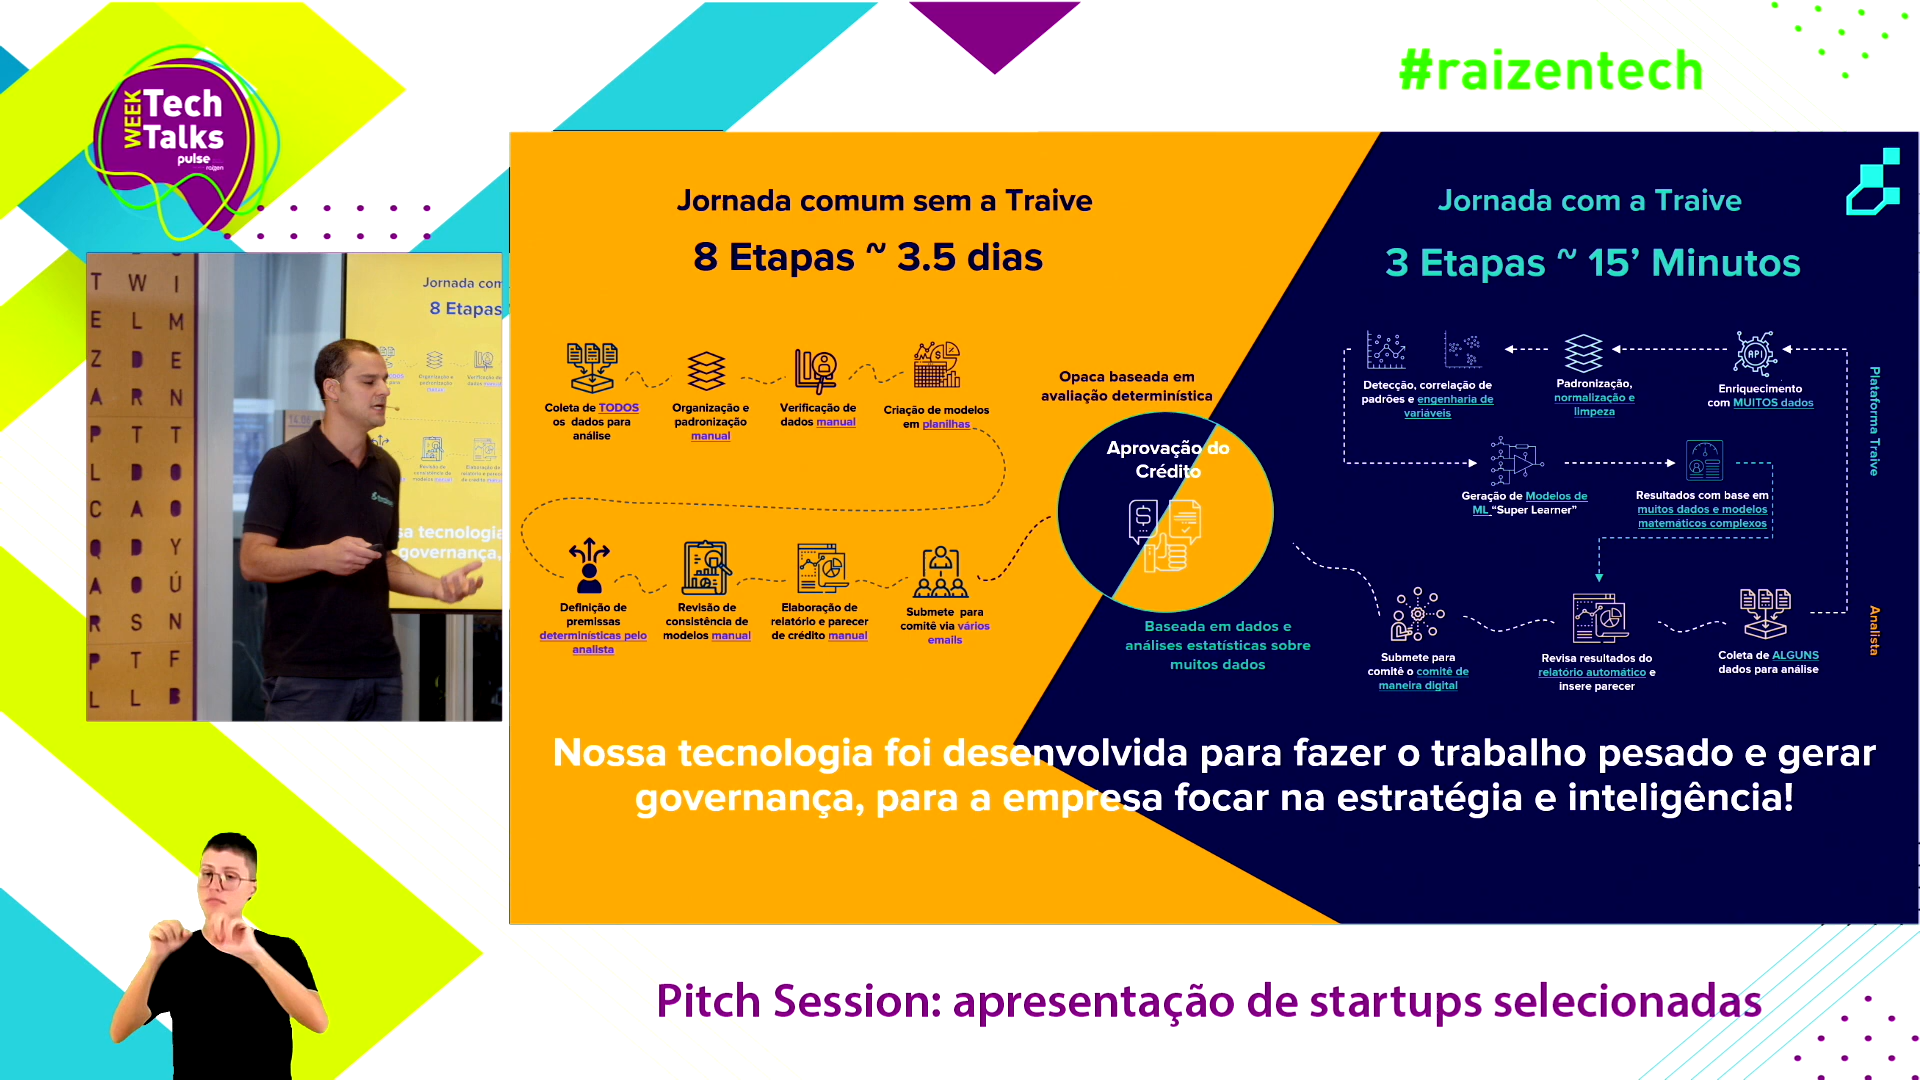 #raizentech
WEEK
Tech
Talks
pulse
raízen
Jornada comum sem a Traive
8 Etapas ~ 3.5 dias
Coleta de TODOS
os dados para
análise
Organização e
padronização
manual
Verificação de
dados manual
Criação de modelos
em planilhas
Definição de
premissas
determinísticas pelo
analista
Revisão de
consistência de
modelos manual
Elaboração de
relatório e parecer
de crédito manual
Submete para
comitê via vários
emails
Opaca baseada em
avaliação determinística
Aprovação do
Crédito
Baseada em dados e
análises estatísticas sobre
muitos dados
Jornada com a Traive
3 Etapas ~ 15’ Minutos
Detecção, correlação de
padrões e engenharia de
variáveis
Padronização,
normalização e
limpeza
API
Enriquecimento
com MUITOS dados
Plataforma Traive
Geração de Modelos de
ML “Super Learner”
Resultados com base em
muitos dados e modelos
matemáticos complexos
Submete para
comitê o comitê de
maneira digital
Revisa resultados do
relatório automático e
insere parecer
Coleta de ALGUNS
dados para análise
Analista
Nossa tecnologia foi desenvolvida para fazer o trabalho pesado e gerar
governança, para a empresa focar na estratégia e inteligência!
Jornada com
8 Etapas
sa tecnologia
governança,
Pitch Session: apresentação de startups selecionadas